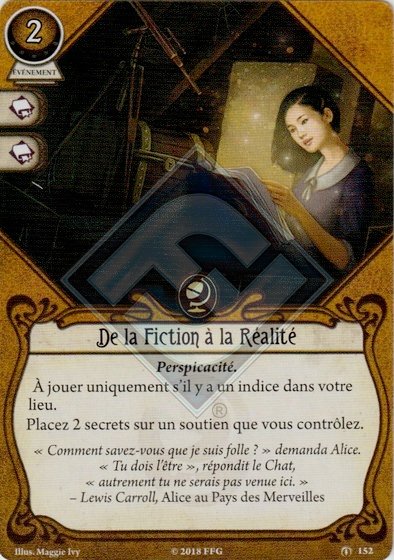 2
ÉVÉNEMENT
De la Fiction à la Réalité
Perspicacité.
À jouer uniquement s'il y a un indice dans votre
lieu.
Placez 2 secrets sur un soutien que vous contrôlez.
« Comment savez-vous que je suis folle ? » demanda Alice.
« Tu dois l'être », répondit le Chat,
« autrement tu ne serais pas venue ici. »
– Lewis Carroll, Alice au Pays des Merveilles
®
Illus. Maggie Ivy © 2018 FFG 152